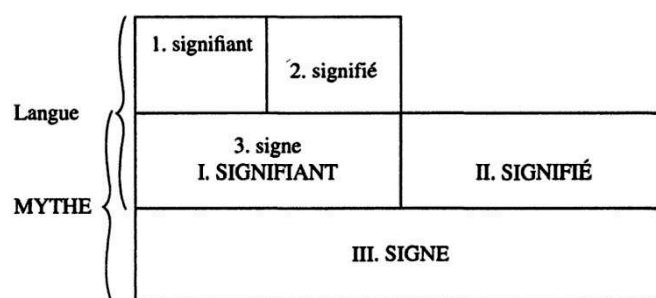 1. signifiant
2. signifié
Langue
3. signe
I. SIGNIFIANT
II. SIGNIFIÉ
MYTHE
III. SIGNE